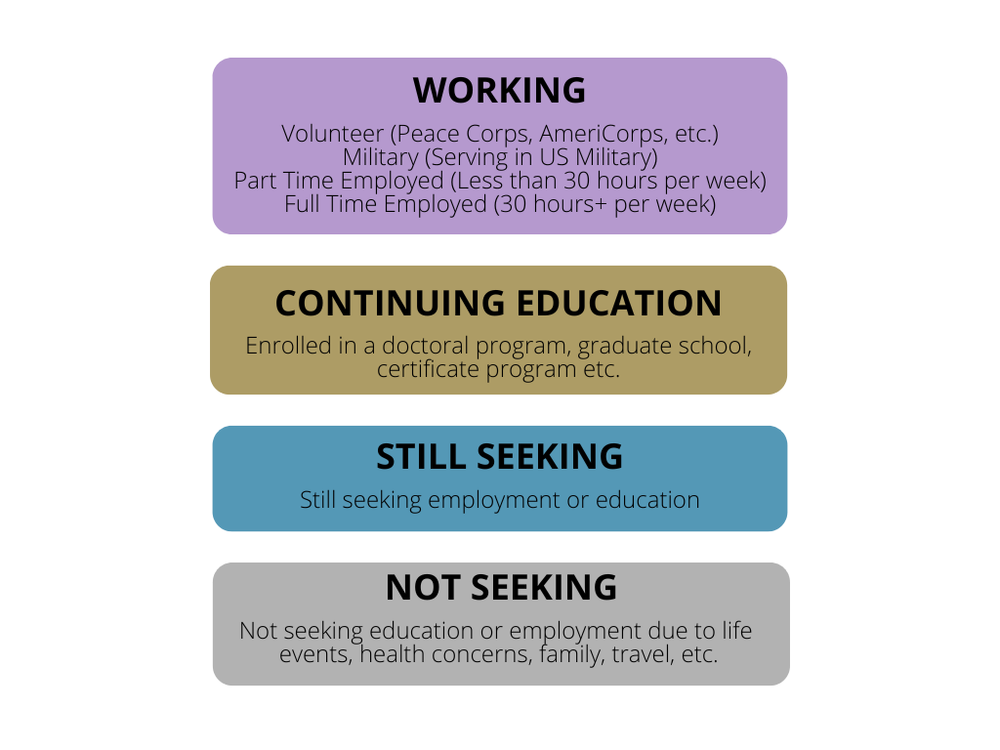 WORKING
Volunteer (Peace Corps, AmeriCorps, etc.)
Military (Serving in US Military)
Part Time Employed (Less than 30 hours per week)
Full Time Employed (30 hours+ per week)
CONTINUING EDUCATION
Enrolled in a doctoral program, graduate school,
certificate program etc.
STILL SEEKING
Still seeking employment or education
NOT SEEKING
Not seeking education or employment due to life
events, health concerns, family, travel, etc.